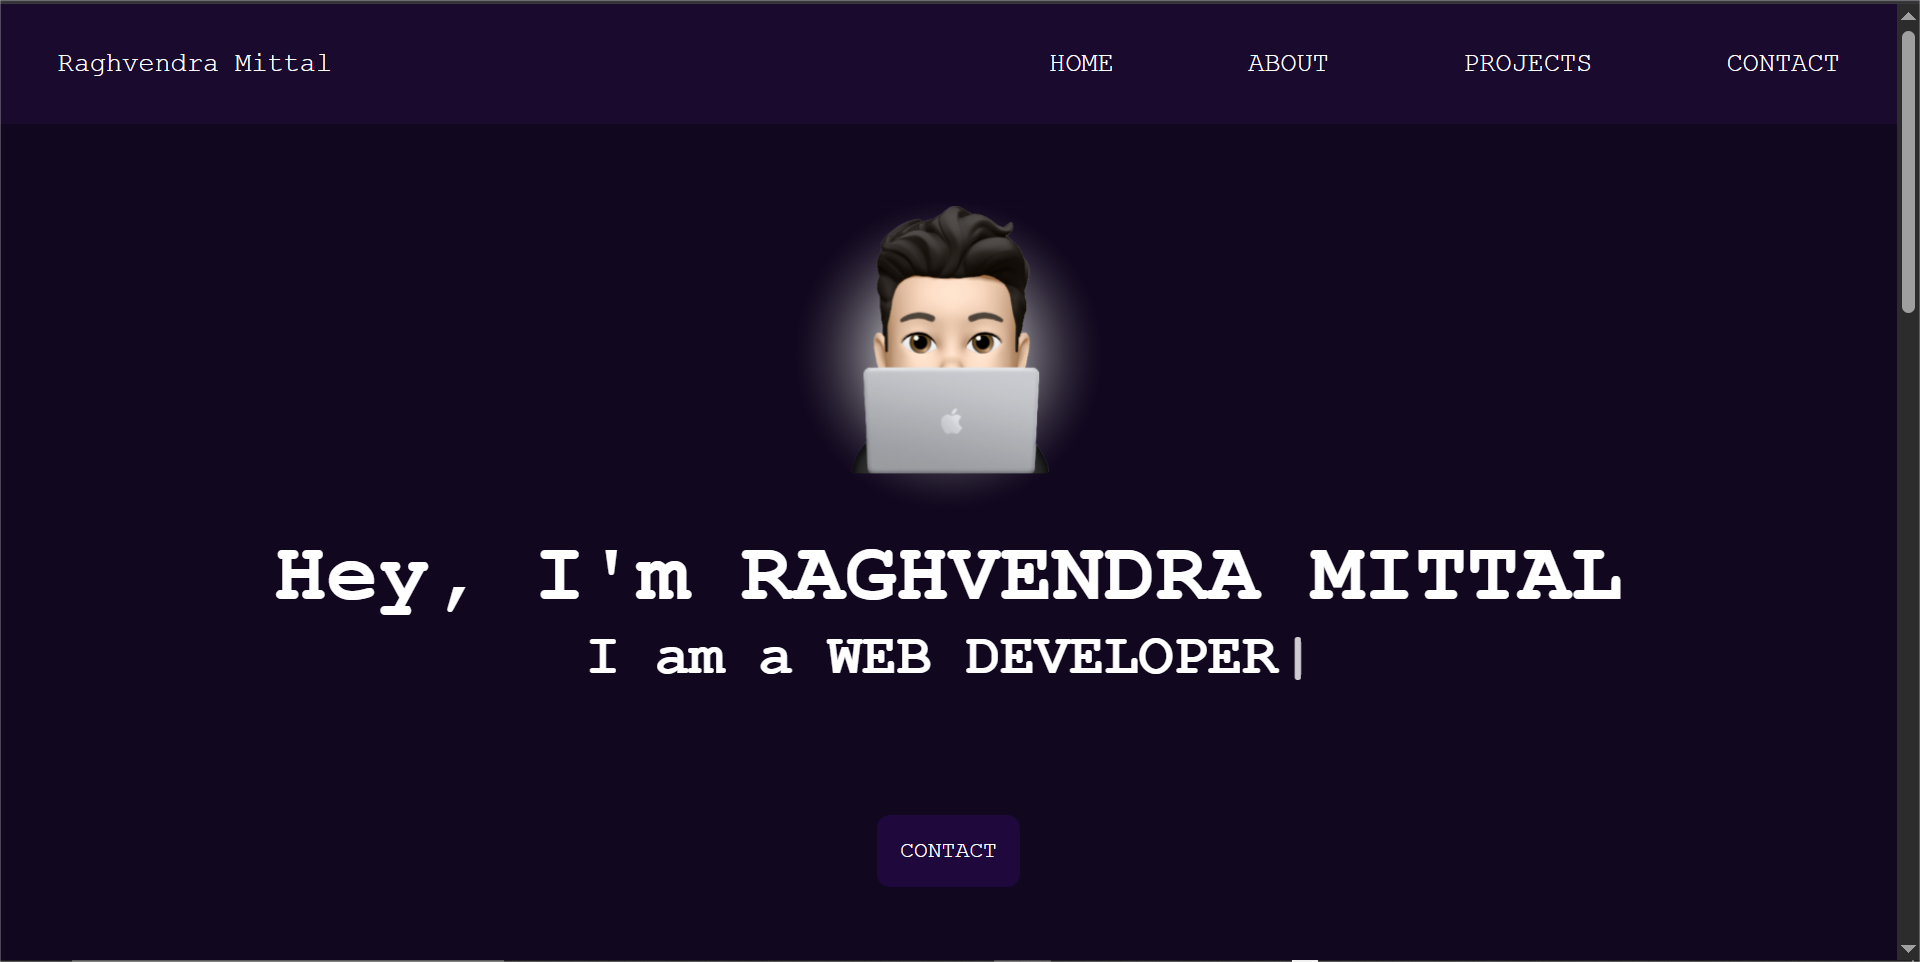 Raghvendra Mittal HOME ABOUT PROJECTS CONTACT
Hey, I'm RAGHVENDRA MITTAL
I am a WEB DEVELOPER|
CONTACT